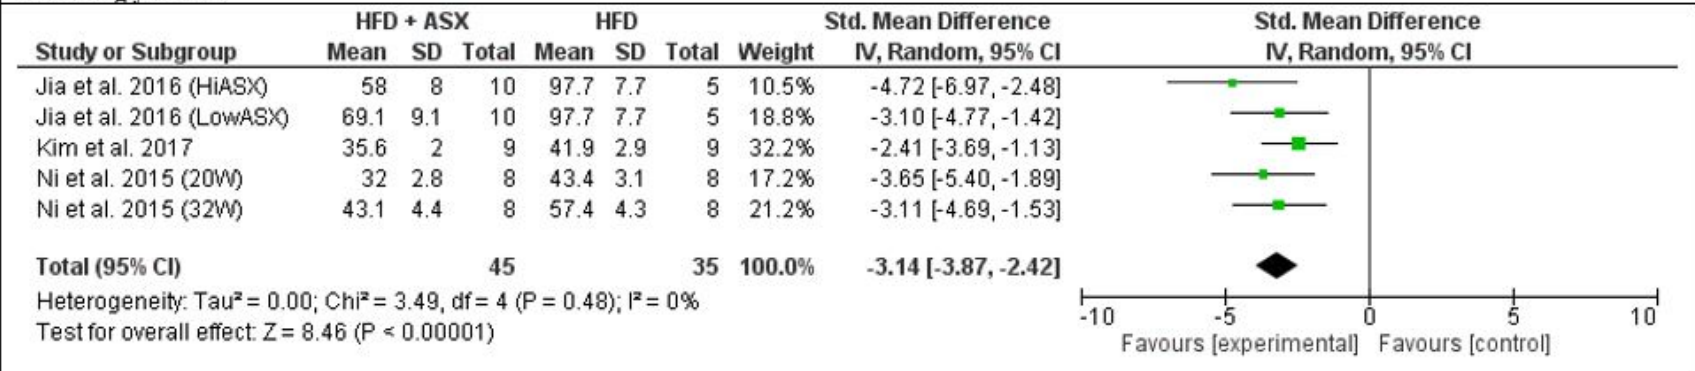 HFD + ASX HFD Std. Mean Difference Std. Mean Difference
Study or Subgroup Mean SD Total Mean SD Total Weight IV, Random, 95% CI IV, Random, 95% CI
Jia et al. 2016 (HiASX) 58 8 10 97.7 7.7 5 10.5% -4.72 [-6.97, -2.48]
Jia et al. 2016 (LowASX) 69.1 9.1 10 97.7 7.7 5 18.8% -3.10 [-4.77, -1.42]
Kim et al. 2017 35.6 2 9 41.9 2.9 9 32.2% -2.41 [-3.69, -1.13]
Ni et al. 2015 (20W) 32 2.8 8 43.4 3.1 8 17.2% -3.65 [-5.40, -1.89]
Ni et al. 2015 (32W) 43.1 4.4 8 57.4 4.3 8 21.2% -3.11 [-4.69, -1.53]
Total (95% CI) 45 35 100.0% -3.14 [-3.87, -2.42]
Heterogeneity: Tau² = 0.00; Chi² = 3.49, df = 4 (P = 0.48); I² = 0%
Test for overall effect: Z = 8.46 (P < 0.00001)
-10 -5 0 5 10
Favours [experimental] Favours [control]